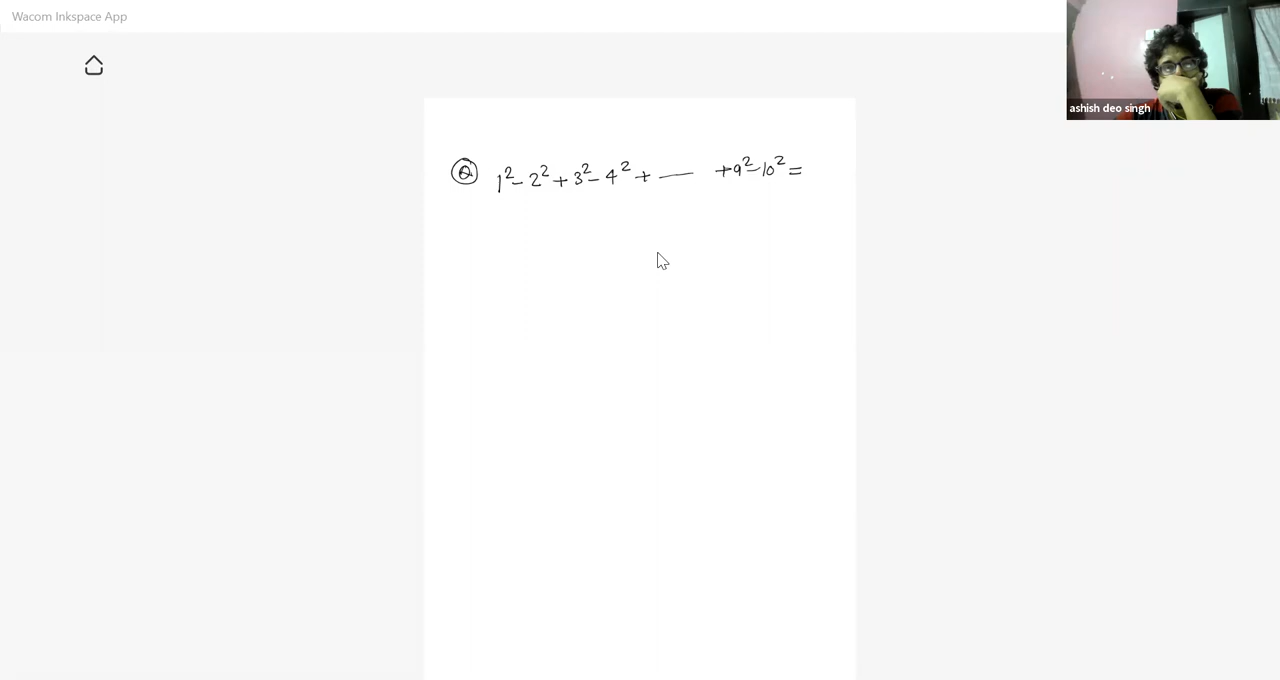 Wacom Inkspace App
ashish deo singh
Q 1² - 2² + 3² - 4² + —— + 9² - 10² =